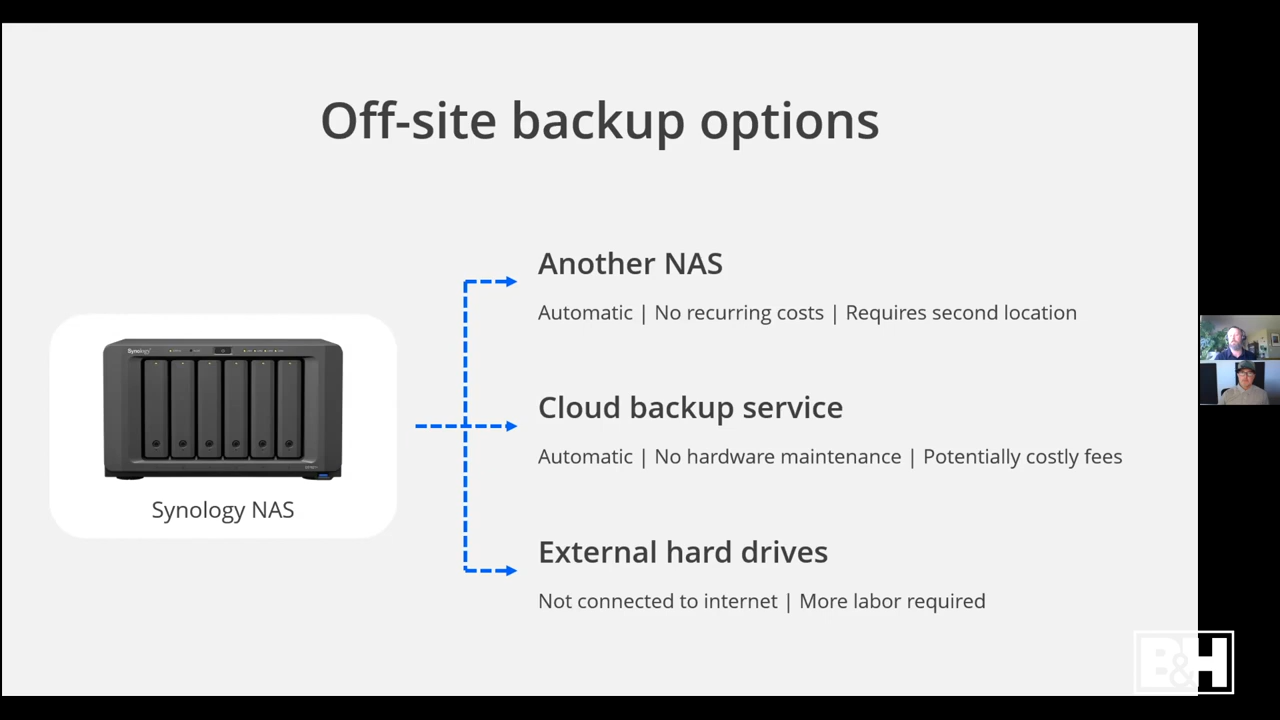 Off-site backup options
Another NAS
Automatic | No recurring costs | Requires second location
Cloud backup service
Automatic | No hardware maintenance | Potentially costly fees
Synology
Synology NAS
External hard drives
Not connected to internet | More labor required
B&H